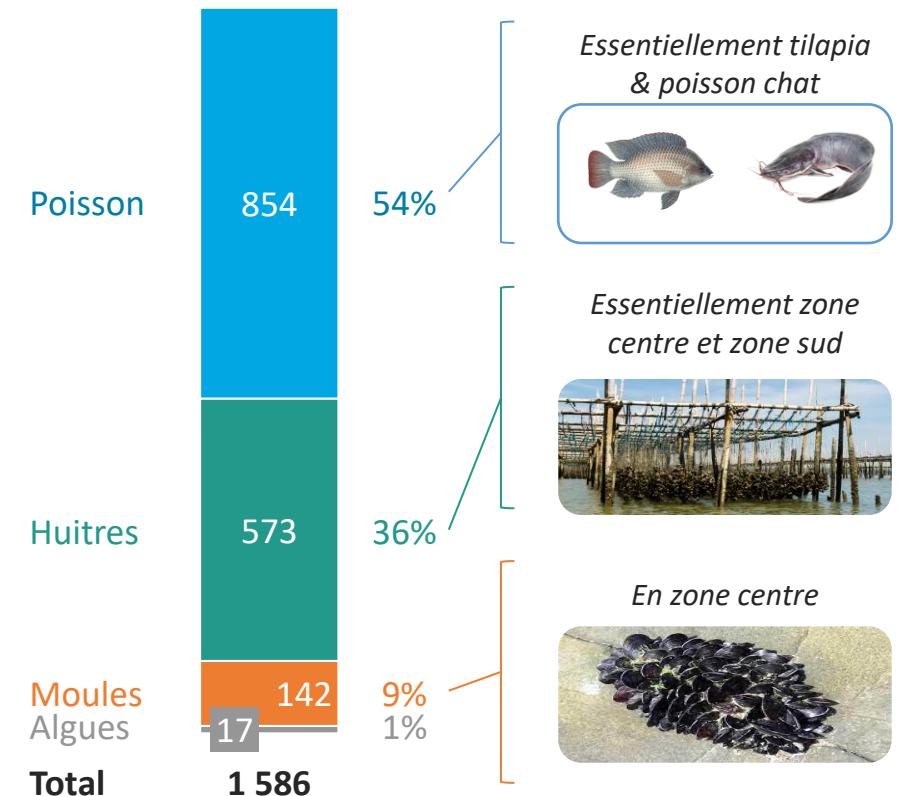 Essentiellement tilapia
& poisson chat
Poisson 854 54%
Essentiellement zone
centre et zone sud
Huitres 573 36%
En zone centre
Moules 142 9%
Algues 17 1%
Total 1 586